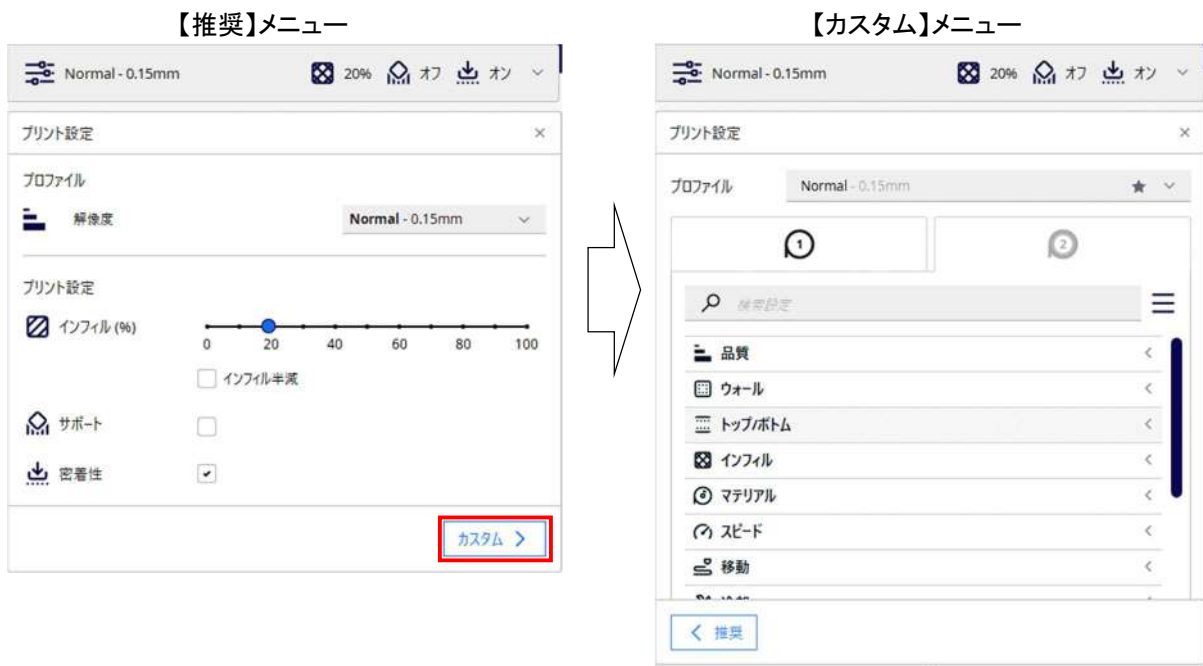 【推奨】メニュー
Normal - 0.15mm 20% オフ オン
プリント設定 ×
プロファイル
解像度 Normal - 0.15mm
プリント設定
インフィル (%)
0 20 40 60 80 100
インフィル半減
サポート
密着性
カスタム >
【カスタム】メニュー
Normal - 0.15mm 20% オフ オン
プリント設定 ×
プロファイル Normal - 0.15mm
1 2
検索設定
品質
ウォール
トップ/ボトム
インフィル
マテリアル
スピード
移動
< 推奨